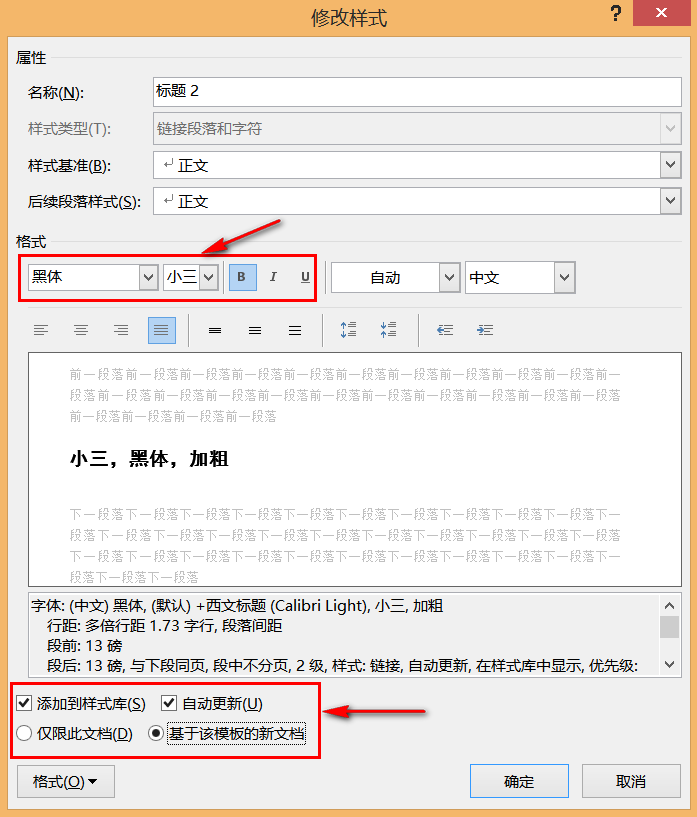 修改样式
?
属性
名称(N):
标题 2
样式类型(T):
链接段落和字符
样式基准(B):
正文
后续段落样式(S):
正文
格式
黑体
小三
B
I
U
自动
中文
前一段落前一段落前一段落前一段落前一段落前一段落前一段落前一段落前一段落前一段落前一
段落前一段落前一段落前一段落前一段落前一段落前一段落前一段落前一段落前一段落前一段落
前一段落前一段落前一段落前一段落
小三，黑体，加粗
下一段落下一段落下一段落下一段落下一段落下一段落下一段落下一段落下一段落下一段落下一
段落下一段落下一段落下一段落下一段落下一段落下一段落下一段落下一段落下一段落下一段落
下一段落下一段落下一段落下一段落下一段落下一段落下一段落下一段落下一段落下一段落下一
段落下一段落下一段落
字体: (中文) 黑体, (默认) +西文标题 (Calibri Light), 小三, 加粗
行距: 多倍行距 1.73 字行, 段落间距
段前: 13 磅
段后: 13 磅, 与下段同页, 段中不分页, 2 级, 样式: 链接, 自动更新, 在样式库中显示, 优先级:
添加到样式库(S)
自动更新(U)
仅限此文档(D)
基于该模板的新文档
格式(O)
确定
取消